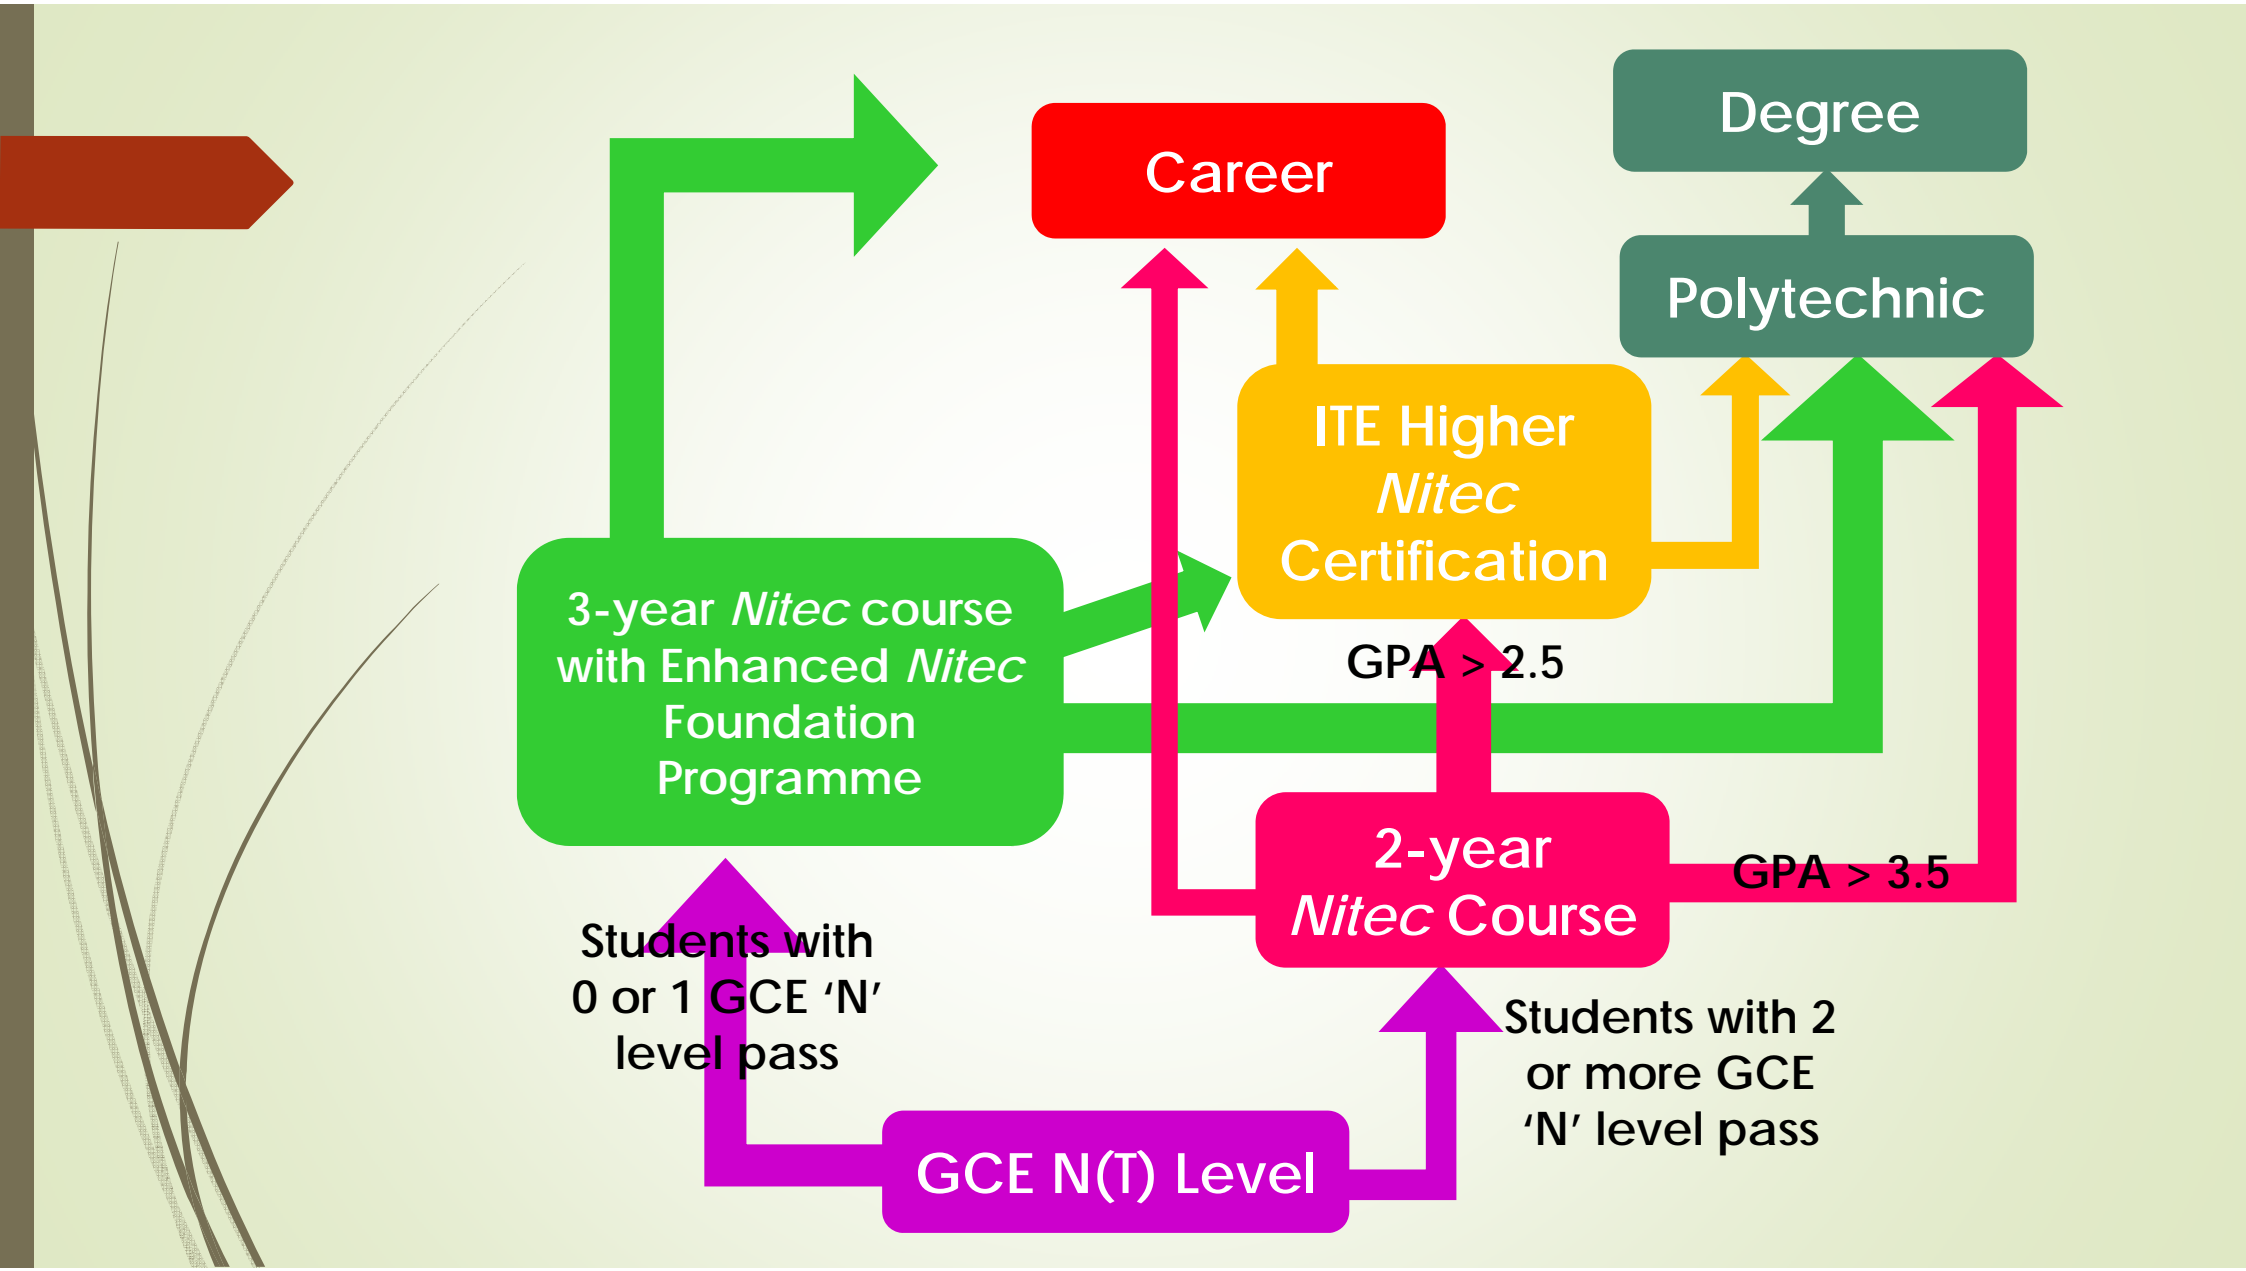 Degree
Career
Polytechnic
ITE Higher
Nitec
Certification
3-year Nitec course
with Enhanced Nitec
Foundation
Programme
GPA > 2.5
2-year
Nitec Course
GPA > 3.5
Students with
0 or 1 GCE ‘N’
level pass
Students with 2
or more GCE
‘N’ level pass
GCE N(T) Level